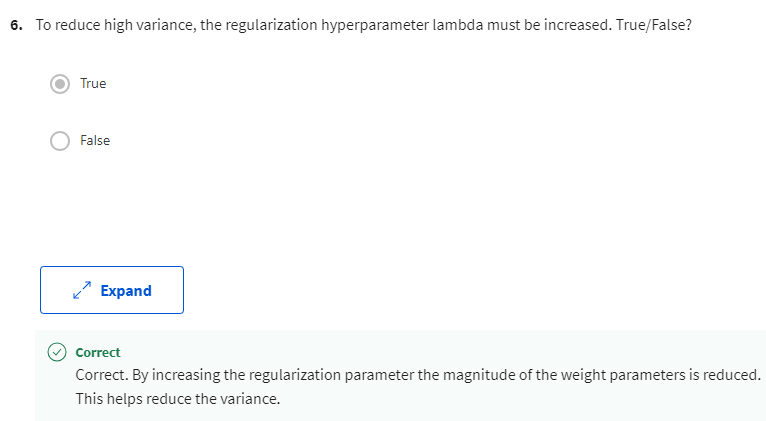 6. To reduce high variance, the regularization hyperparameter lambda must be increased. True/False?
True
False
Expand
Correct
Correct. By increasing the regularization parameter the magnitude of the weight parameters is reduced.
This helps reduce the variance.